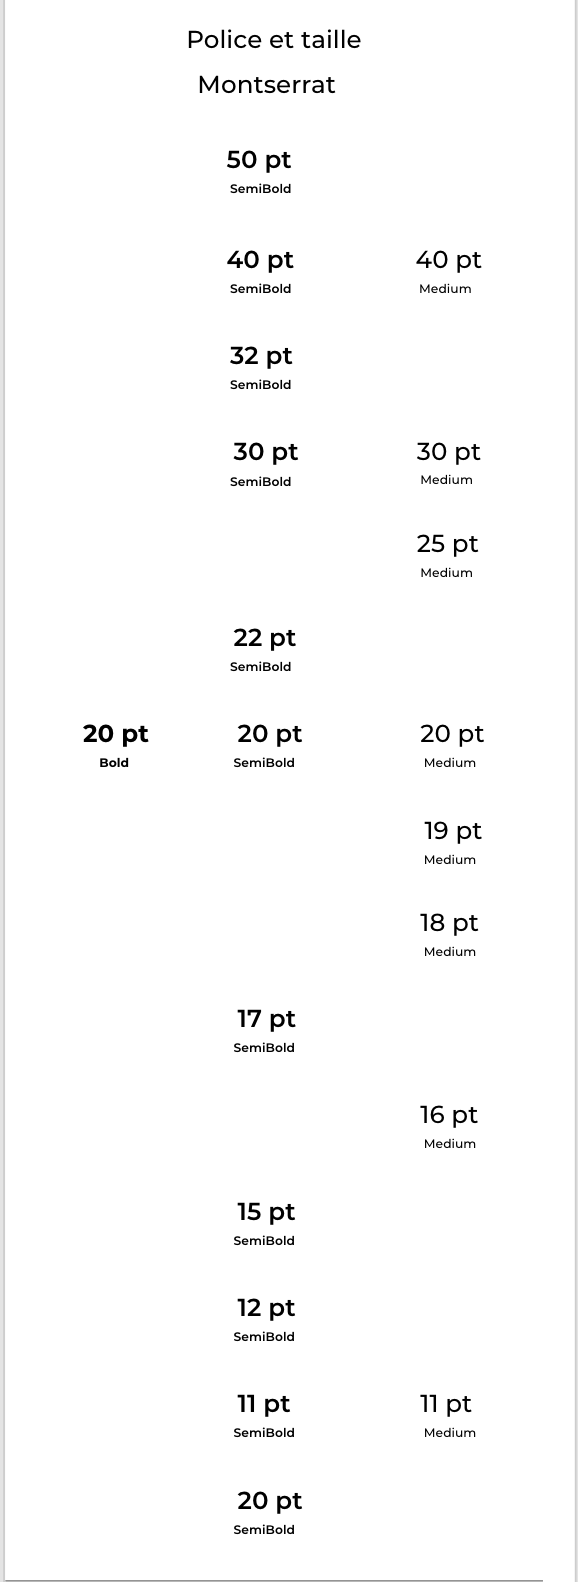 Police et taille
Montserrat
50 pt
SemiBold
40 pt 40 pt
SemiBold Medium
32 pt
SemiBold
30 pt 30 pt
SemiBold Medium
25 pt
Medium
22 pt
SemiBold
20 pt 20 pt 20 pt
Bold SemiBold Medium
19 pt
Medium
18 pt
Medium
17 pt
SemiBold
16 pt
Medium
15 pt
SemiBold
12 pt
SemiBold
11 pt 11 pt
SemiBold Medium
20 pt
SemiBold